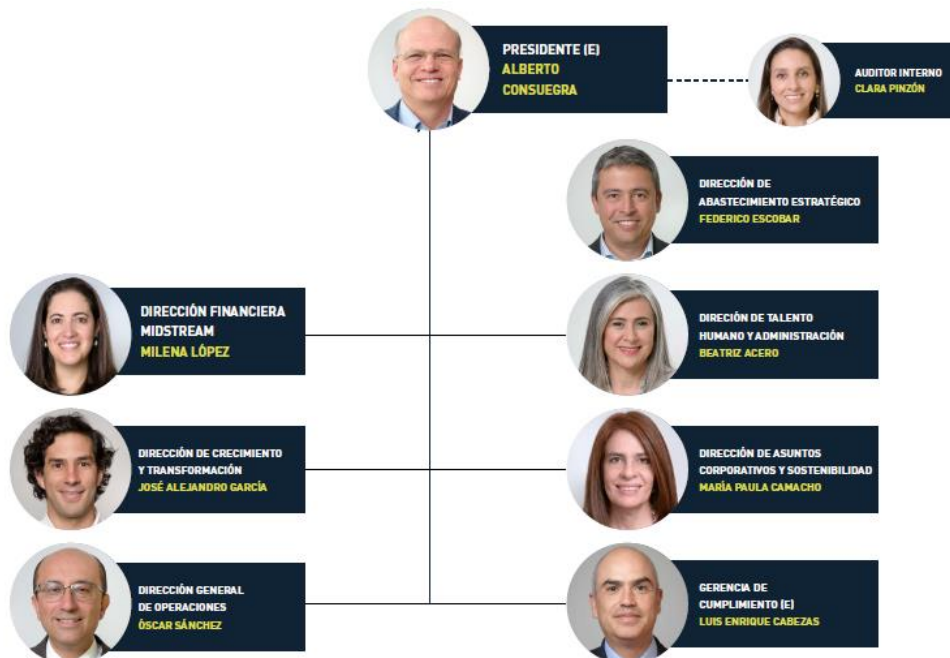 PRESIDENTE (E)
ALBERTO
CONSUEGRA
AUDITOR INTERNO
CLARA PINZÓN
DIRECCIÓN DE
ABASTECIMIENTO ESTRATÉGICO
FEDERICO ESCOBAR
DIRECCIÓN FINANCIERA
MIDSTREAM
MILENA LÓPEZ
DIRECIÓN DE TALENTO
HUMANO Y ADMINISTRACIÓN
BEATRIZ ACERO
DIRECCIÓN DE CRECIMIENTO
Y TRANSFORMACIÓN
JOSÉ ALEJANDRO GARCÍA
DIRECCIÓN DE ASUNTOS
CORPORATIVOS Y SOSTENIBILIDAD
MARÍA PAULA CAMACHO
DIRECCIÓN GENERAL
DE OPERACIONES
ÓSCAR SÁNCHEZ
GERENCIA DE
CUMPLIMIENTO (E)
LUIS ENRIQUE CABEZAS